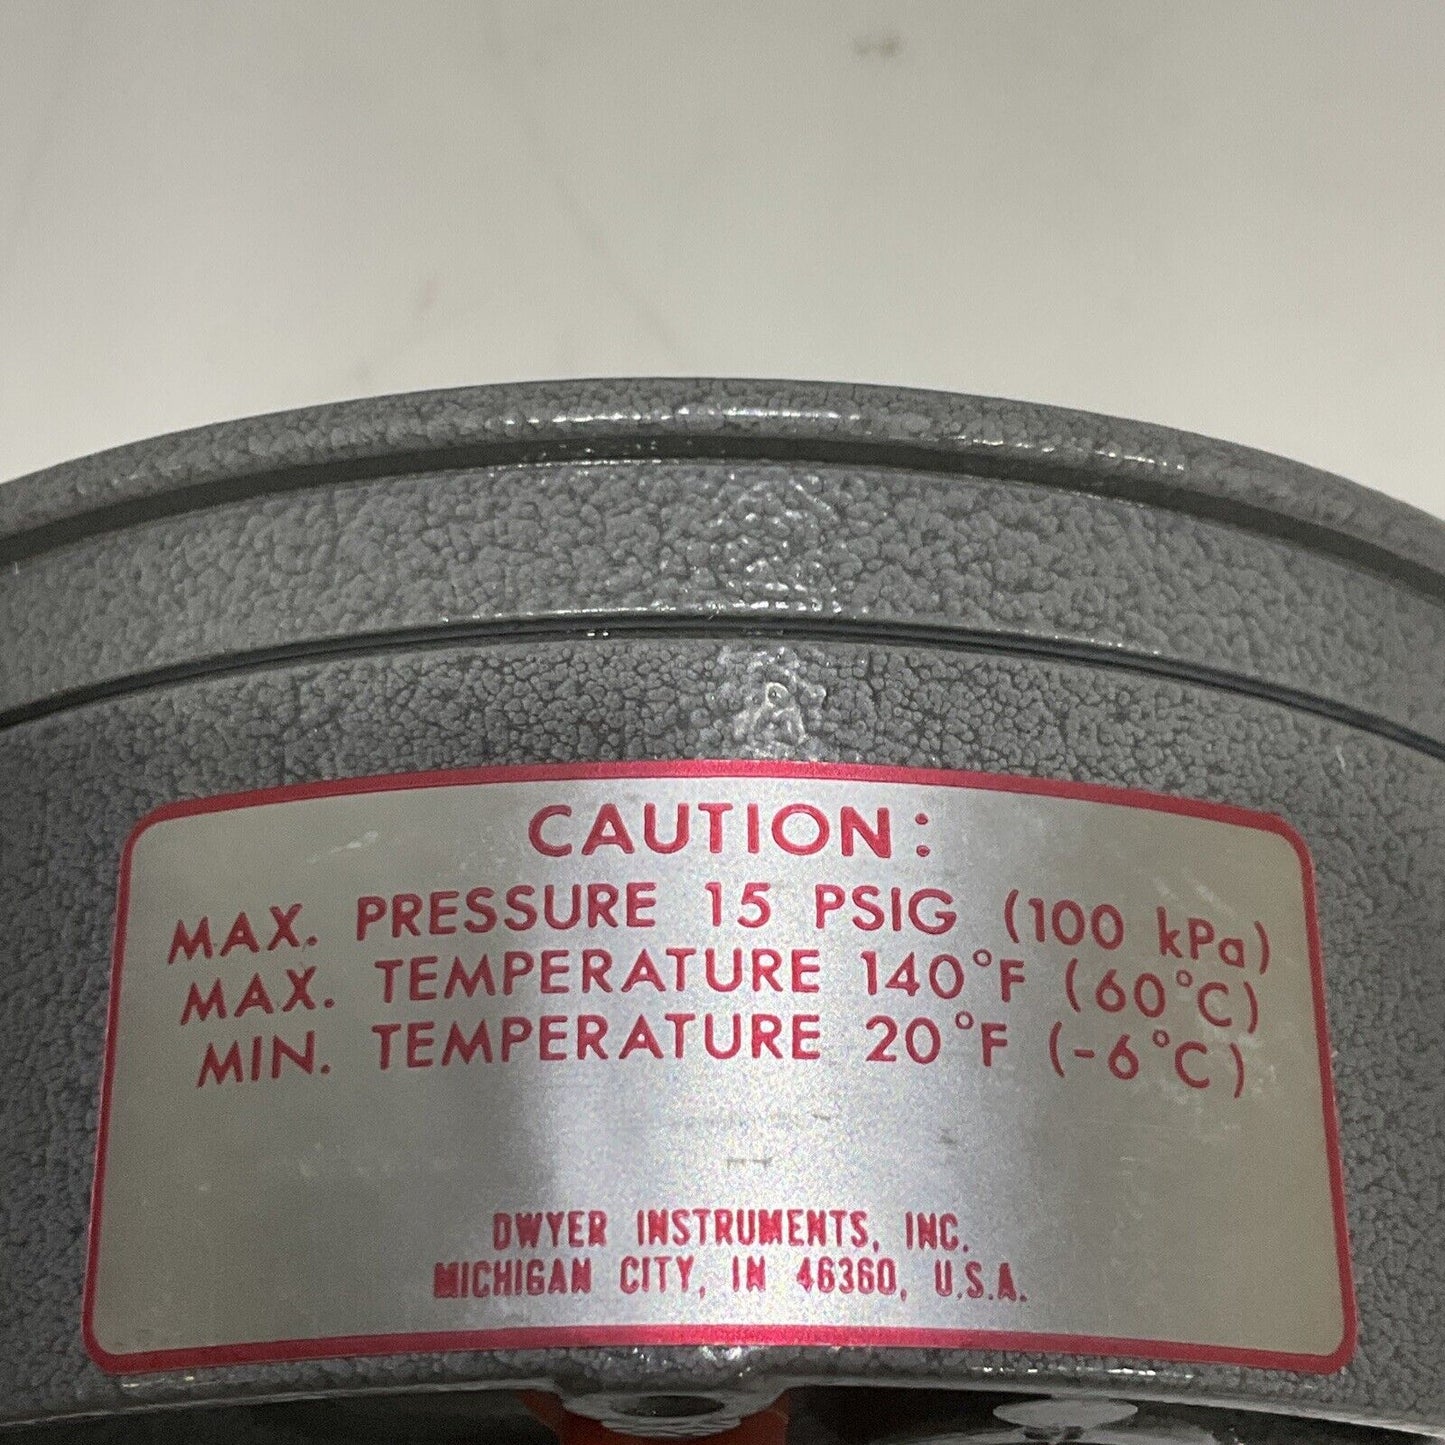 CAUTION:
MAX. PRESSURE 15 PSIG (100 kPa)
MAX. TEMPERATURE 140°F (60°C)
MIN. TEMPERATURE 20°F (-6°C)
DWYER INSTRUMENTS, INC.
MICHIGAN CITY, IN 46360, U.S.A.